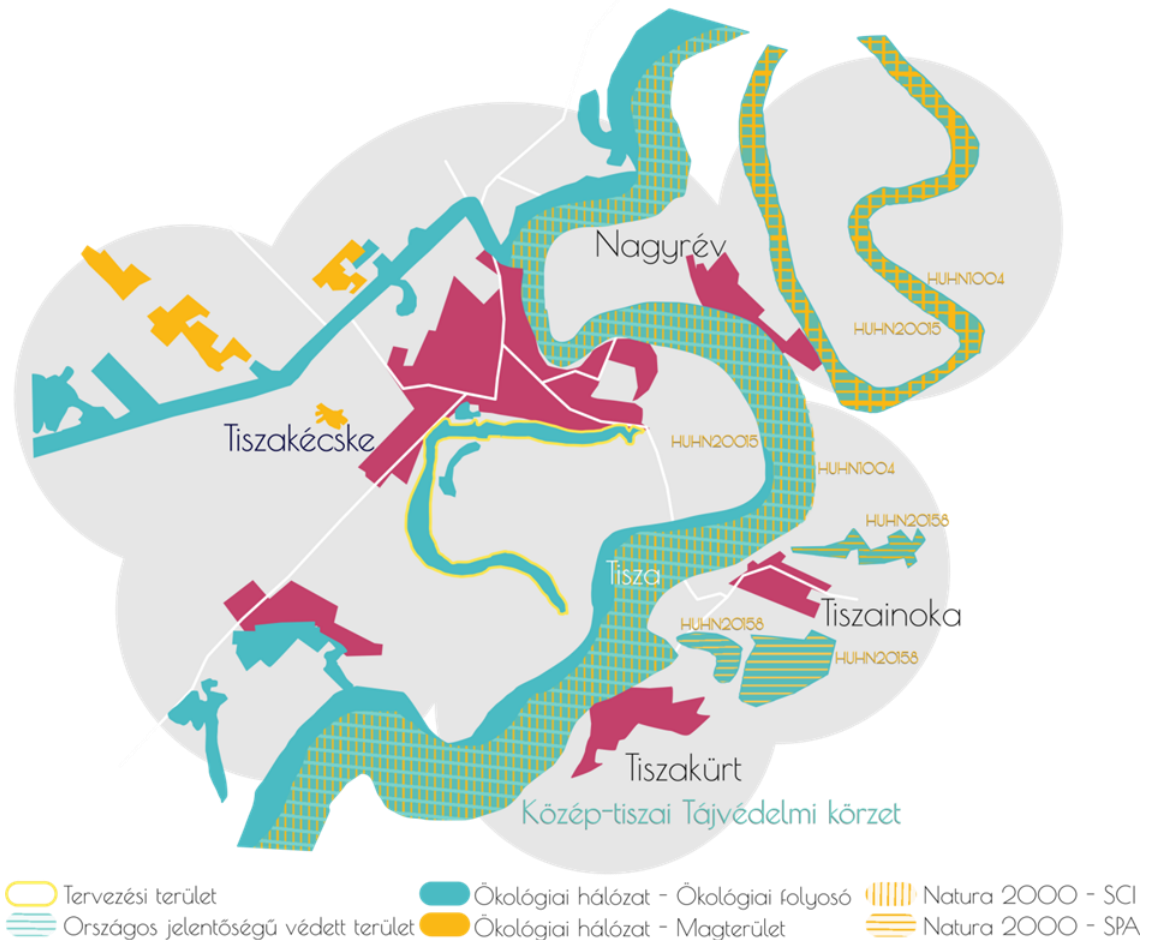 Nagyrév
HUHN1004
HUHN20015
Tiszakécske
HUHN20015
HUHN1004
HUHN20158
Tisza
Tiszainoka
HUHN20158
HUHN20158
Tiszakürt
Közép-tiszai Tájvédelmi körzet
Tervezési terület
Ökológiai hálózat - Ökológiai folyosó
Natura 2000 - SCI
Országos jelentőségű védett terület
Ökológiai hálózat - Magterület
Natura 2000 - SPA